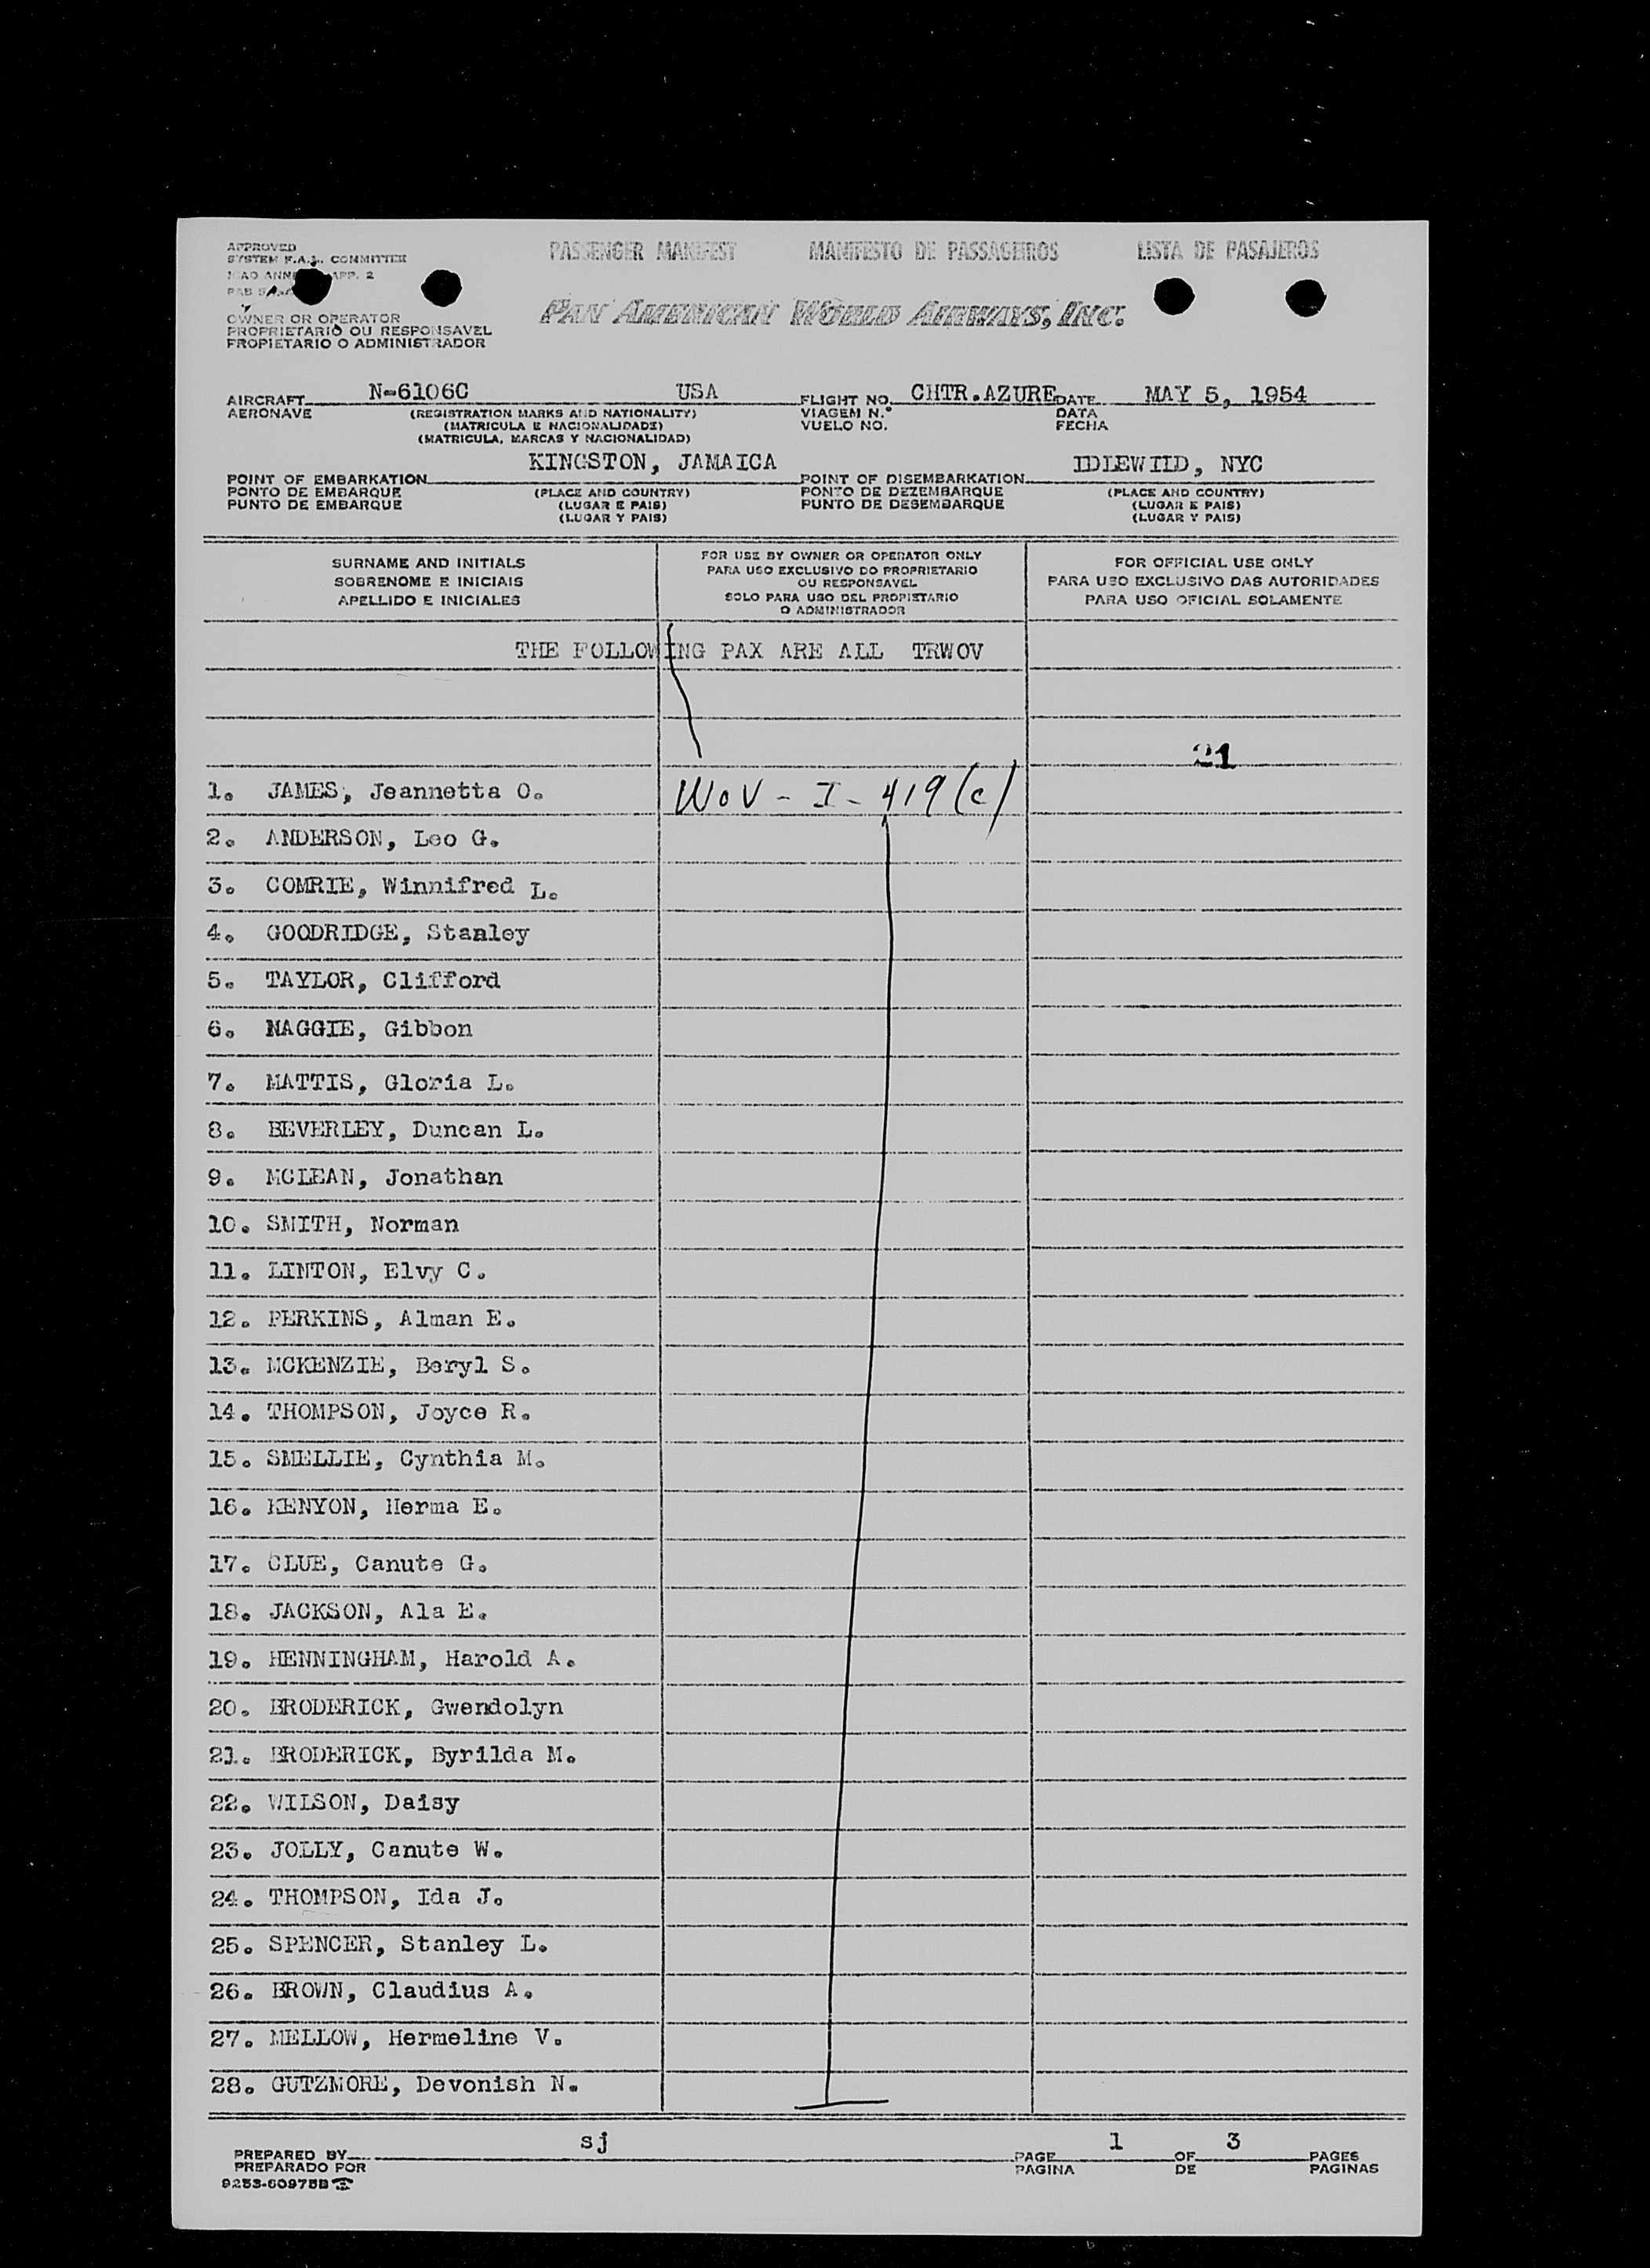 APPROVED
SYSTEM F.A.L. COMMITTEE
APP. 2
PASSENGER MANIFEST MANIFESTO DE PASSAGEIROS LISTA DE PASAJEROS
OWNER OR OPERATOR
PROPRIETARIO OU RESPONSAVEL
PROPIETARIO O ADMINISTRADOR
PAN AMERICAN WORLD AIRWAYS, INC.
AIRCRAFT N-6106C USA FLIGHT NO. CHTR.AZURE DATE MAY 5, 1954
AERONAVE (REGISTRATION MARKS AND NATIONALITY) VIAGEM N.° DATA
(MATRICULA E NACIONALIDADE) VUELO NO. FECHA
(MATRICULA, MARCAS Y NACIONALIDAD)
POINT OF EMBARKATION KINGSTON, JAMAICA POINT OF DISEMBARKATION IDLEWILD, NYC
PONTO DE EMBARQUE (PLACE AND COUNTRY) PONTO DE DEZEMBARQUE (PLACE AND COUNTRY)
PUNTO DE EMBARQUE (LUGAR E PAIS) PUNTO DE DESEMBARQUE (LUGAR E PAIS)
(LUGAR Y PAIS) (LUGAR Y PAIS)
SURNAME AND INITIALS
SOBRENOME E INICIAIS
APELLIDO E INICIALES
FOR USE BY OWNER OR OPERATOR ONLY
PARA USO EXCLUSIVO DO PROPRIETARIO
OU RESPONSAVEL
SOLO PARA USO DEL PROPIETARIO
O ADMINISTRADOR
FOR OFFICIAL USE ONLY
PARA USO EXCLUSIVO DAS AUTORIDADES
PARA USO OFICIAL SOLAMENTE
THE FOLLOWING PAX ARE ALL TRWOV
21
1. JAMES, Jeannetta O. WOV - I - 419 (c)
2. ANDERSON, Leo G.
3. COMRIE, Winnifred L.
4. GOODRIDGE, Stanley
5. TAYLOR, Clifford
6. NAGGIE, Gibbon
7. MATTIS, Gloria L.
8. BEVERLEY, Duncan L.
9. MCLEAN, Jonathan
10. SMITH, Norman
11. LINTON, Elvy C.
12. PERKINS, Alman E.
13. MCKENZIE, Beryl S.
14. THOMPSON, Joyce R.
15. SMELLIE, Cynthia M.
16. KENYON, Herma E.
17. CLUE, Canute G.
18. JACKSON, Ala E.
19. HENNINGHAM, Harold A.
20. BRODERICK, Gwendolyn
21. BRODERICK, Byrilda M.
22. WILSON, Daisy
23. JOLLY, Canute W.
24. THOMPSON, Ida J.
25. SPENCER, Stanley L.
26. BROWN, Claudius A.
27. MELLOW, Hermeline V.
28. GUTZMORE, Devonish N.
PREPARED BY sj PAGE 1 OF 3 PAGES
PREPARADO POR PAGINA DE PAGINAS
9253-60975B